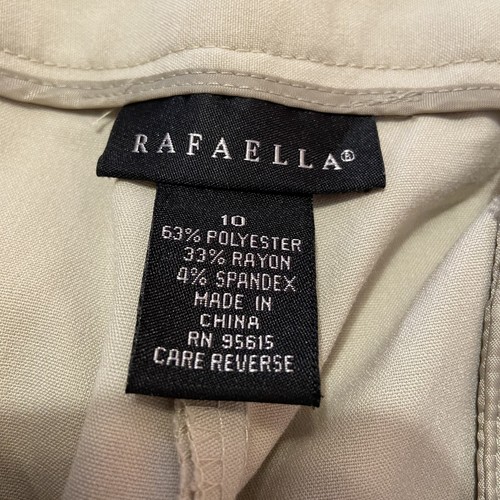 RAFAELLA®
10
63% POLYESTER
33% RAYON
4% SPANDEX
MADE IN
CHINA
RN 95615
CARE REVERSE